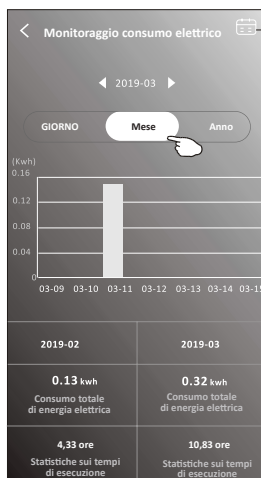 Monitoraggio consumo elettrico
2019-03
GIORNO Mese Anno
(Kwh)
0.16
0.12
0.08
0.04
0
03-09 03-10 03-11 03-12 03-13 03-14 03-15
2019-02 2019-03
0.13 kwh 0.32 kwh
Consumo totale Consumo totale
di energia elettrica di energia elettrica
4,33 ore 10,83 ore
Statistiche sui tempi Statistiche sui tempi
di esecuzione di esecuzione